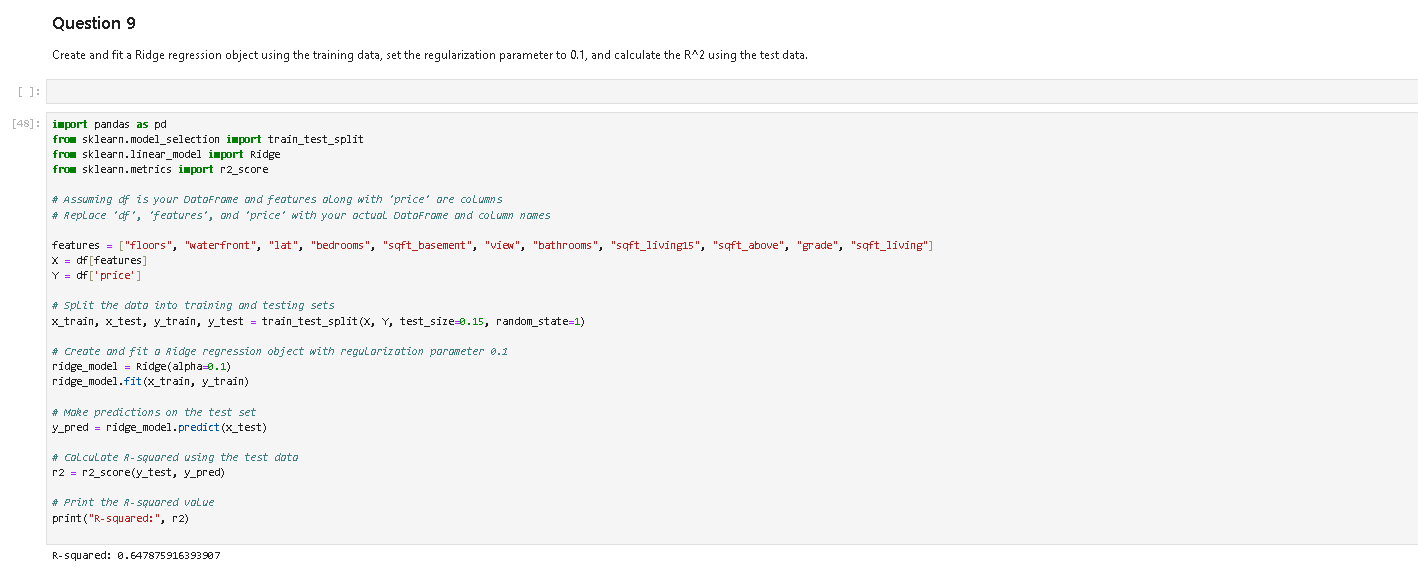 Question 9
Create and fit a Ridge regression object using the training data, set the regularization parameter to 0.1, and calculate the R^2 using the test data.
[ ]:
[48]:
import pandas as pd
from sklearn.model_selection import train_test_split
from sklearn.linear_model import Ridge
from sklearn.metrics import r2_score
# Assuming df is your DataFrame and features along with 'price' are columns
# Replace 'df', 'features', and 'price' with your actual DataFrame and column names
features = ["floors", "waterfront", "lat", "bedrooms", "sqft_basement", "view", "bathrooms", "sqft_living15", "sqft_above", "grade", "sqft_living"]
X = df[features]
Y = df['price']
# Split the data into training and testing sets
x_train, x_test, y_train, y_test = train_test_split(X, Y, test_size=0.15, random_state=1)
# Create and fit a Ridge regression object with regularization parameter 0.1
ridge_model = Ridge(alpha=0.1)
ridge_model.fit(x_train, y_train)
# Make predictions on the test set
y_pred = ridge_model.predict(x_test)
# Calculate R-squared using the test data
r2 = r2_score(y_test, y_pred)
# Print the R-squared value
print("R-squared:", r2)
R-squared: 0.647875916393907